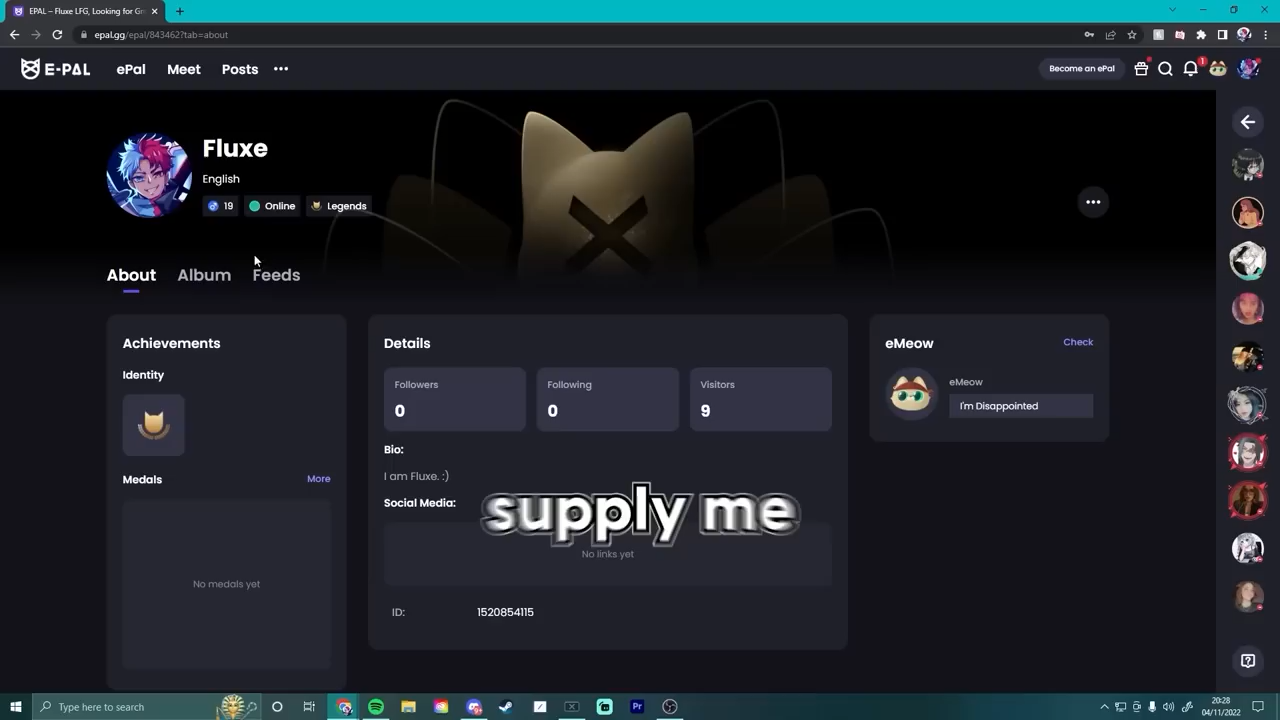 EPAL – Fluxe LFG, Looking for Gr
epal.gg/epal/843462?tab=about
E-PAL
ePal
Meet
Posts
Become an ePal
1
Fluxe
English
19
Online
Legends
About
Album
Feeds
Achievements
Identity
Medals
More
No medals yet
Details
Followers
0
Following
0
Visitors
9
Bio:
I am Fluxe. :)
Social Media:
supply me
No links yet
ID:
1520854115
eMeow
Check
eMeow
I'm Disappointed
Type here to search
Pr
20:28
04/11/2022